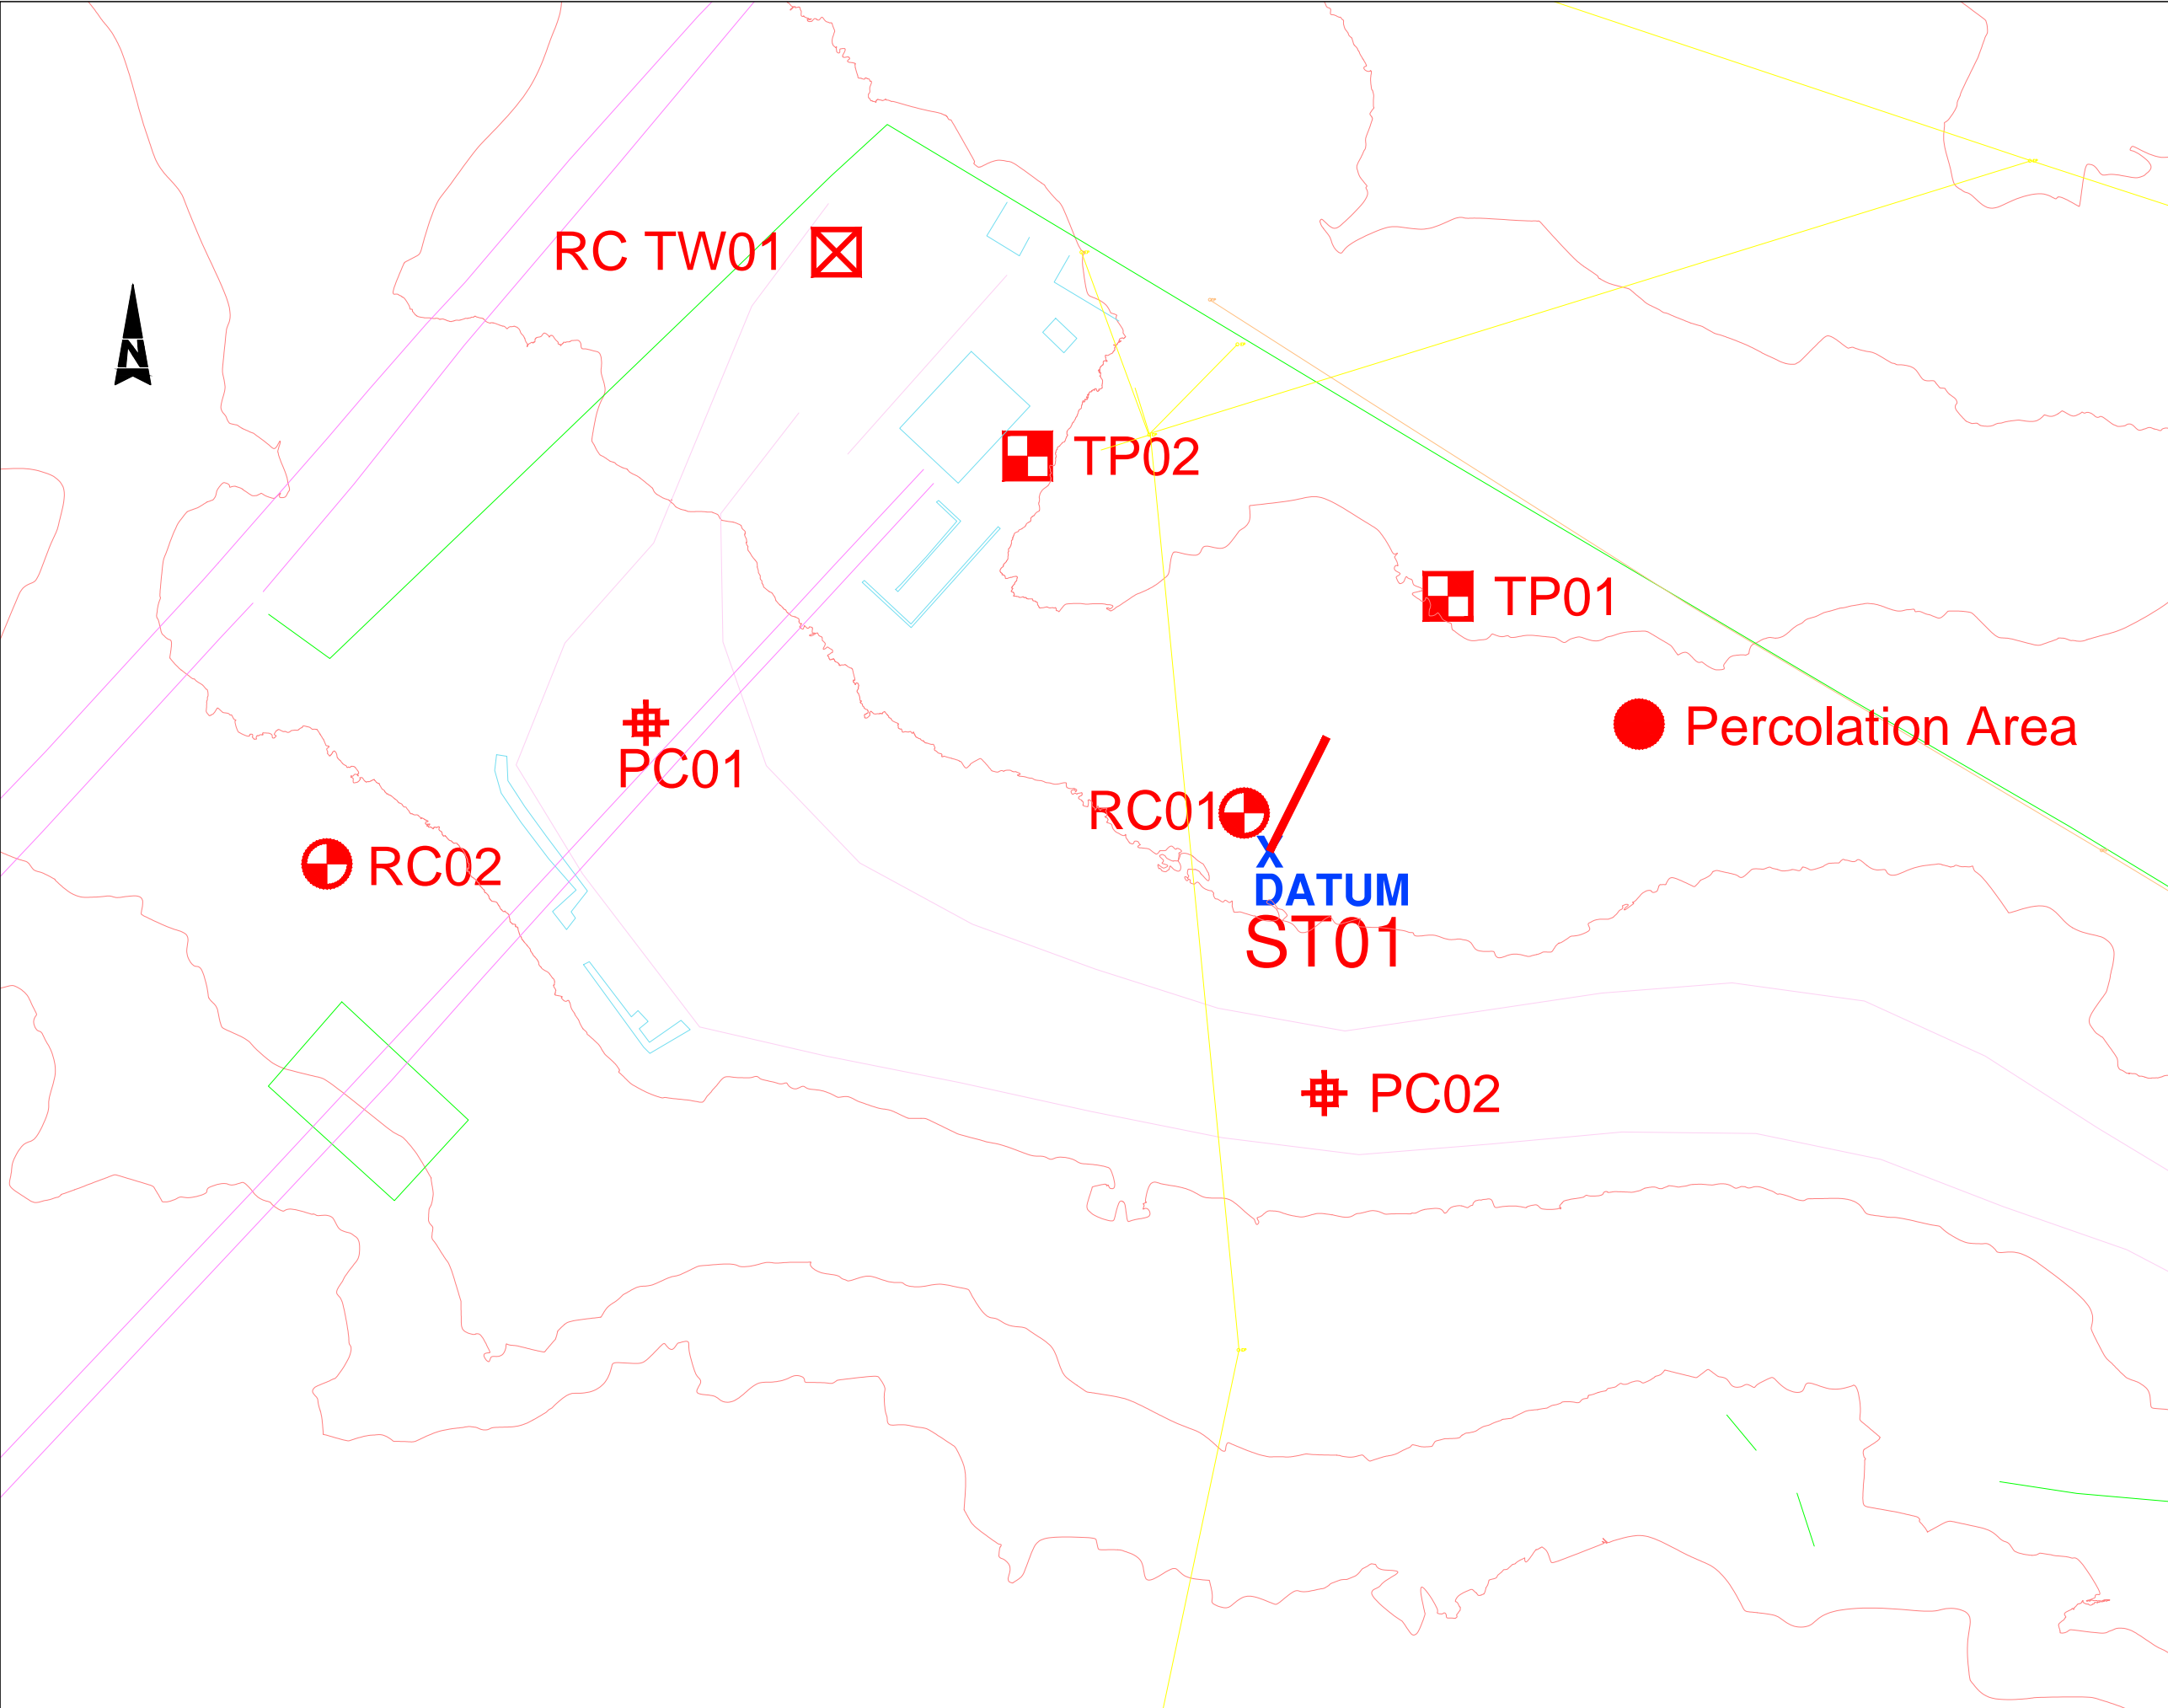 RC TW01
N
TP02
TP01
Percolation Area
PC01
RC01
RC02
X
DATUM
ST01
PC02